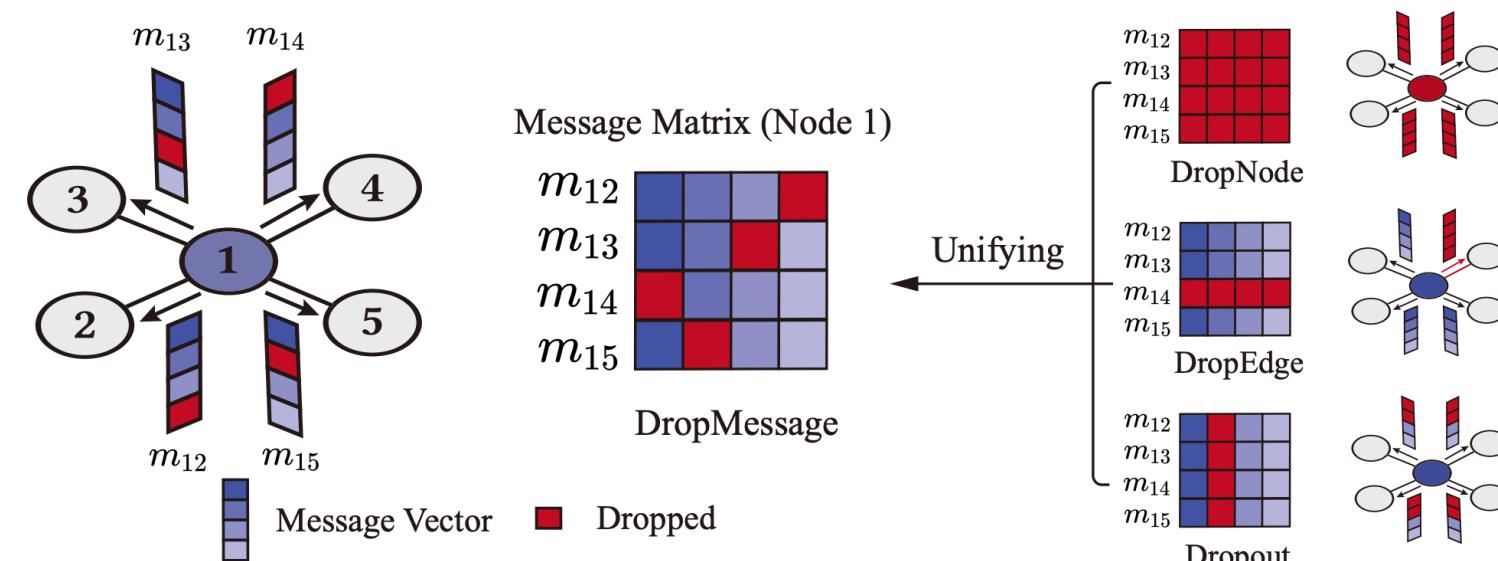 m13
m14
3
4
1
2
5
m12
m15
Message Vector
Dropped
Message Matrix (Node 1)
m12
m13
m14
m15
DropMessage
Unifying
m12
m13
m14
m15
DropNode
m12
m13
m14
m15
DropEdge
m12
m13
m14
m15
Dropout